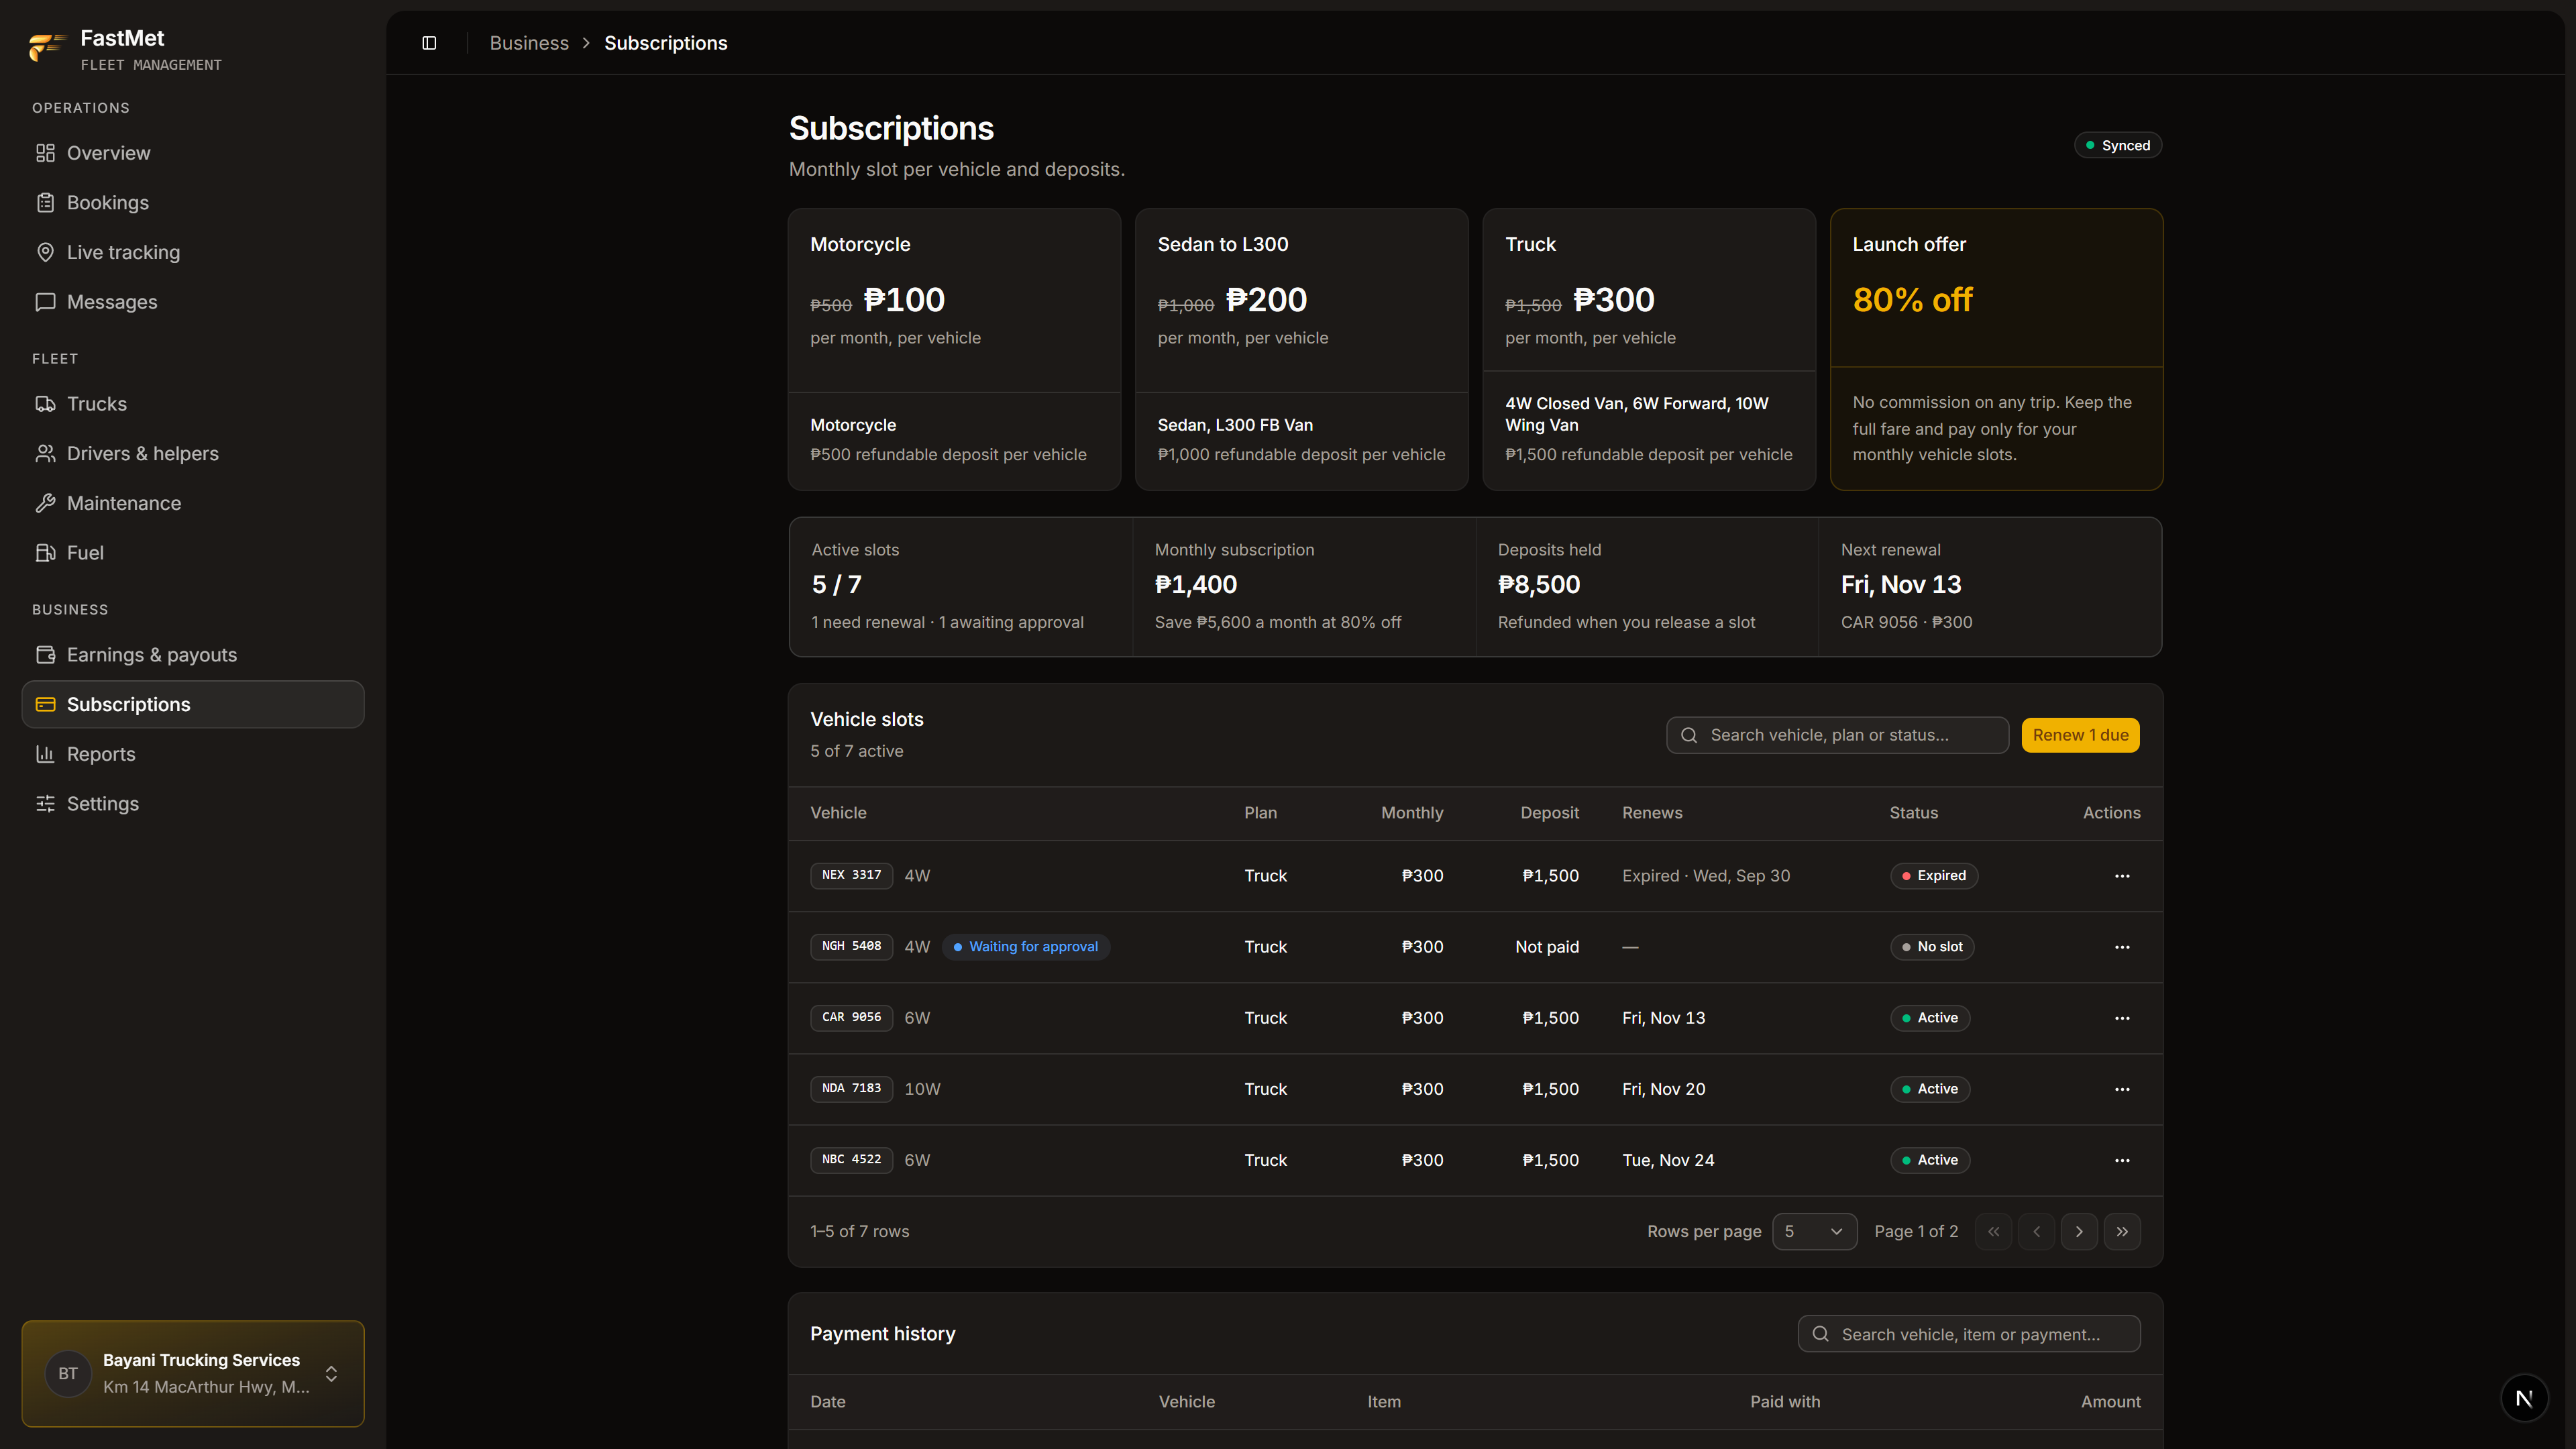 FastMet
FLEET MANAGEMENT
OPERATIONS
Overview
Bookings
Live tracking
Messages
FLEET
Trucks
Drivers & helpers
Maintenance
Fuel
BUSINESS
Earnings & payouts
Subscriptions
Reports
Settings
BT
Bayani Trucking Services
Km 14 MacArthur Hwy, M...
Business > Subscriptions
Subscriptions
Monthly slot per vehicle and deposits.
Synced
Motorcycle
₱500 ₱100
per month, per vehicle
Motorcycle
₱500 refundable deposit per vehicle
Sedan to L300
₱1,000 ₱200
per month, per vehicle
Sedan, L300 FB Van
₱1,000 refundable deposit per vehicle
Truck
₱1,500 ₱300
per month, per vehicle
4W Closed Van, 6W Forward, 10W
Wing Van
₱1,500 refundable deposit per vehicle
Launch offer
80% off
No commission on any trip. Keep the
full fare and pay only for your
monthly vehicle slots.
Active slots
5 / 7
1 need renewal · 1 awaiting approval
Monthly subscription
₱1,400
Save ₱5,600 a month at 80% off
Deposits held
₱8,500
Refunded when you release a slot
Next renewal
Fri, Nov 13
CAR 9056 · ₱300
Vehicle slots
5 of 7 active
Search vehicle, plan or status...
Renew 1 due
Vehicle Plan Monthly Deposit Renews Status Actions
NEX 3317 4W Truck ₱300 ₱1,500 Expired · Wed, Sep 30 Expired
NGH 5408 4W Waiting for approval Truck ₱300 Not paid — No slot
CAR 9056 6W Truck ₱300 ₱1,500 Fri, Nov 13 Active
NDA 7183 10W Truck ₱300 ₱1,500 Fri, Nov 20 Active
NBC 4522 6W Truck ₱300 ₱1,500 Tue, Nov 24 Active
1–5 of 7 rows
Rows per page 5 Page 1 of 2
Payment history
Search vehicle, item or payment...
Date Vehicle Item Paid with Amount
N